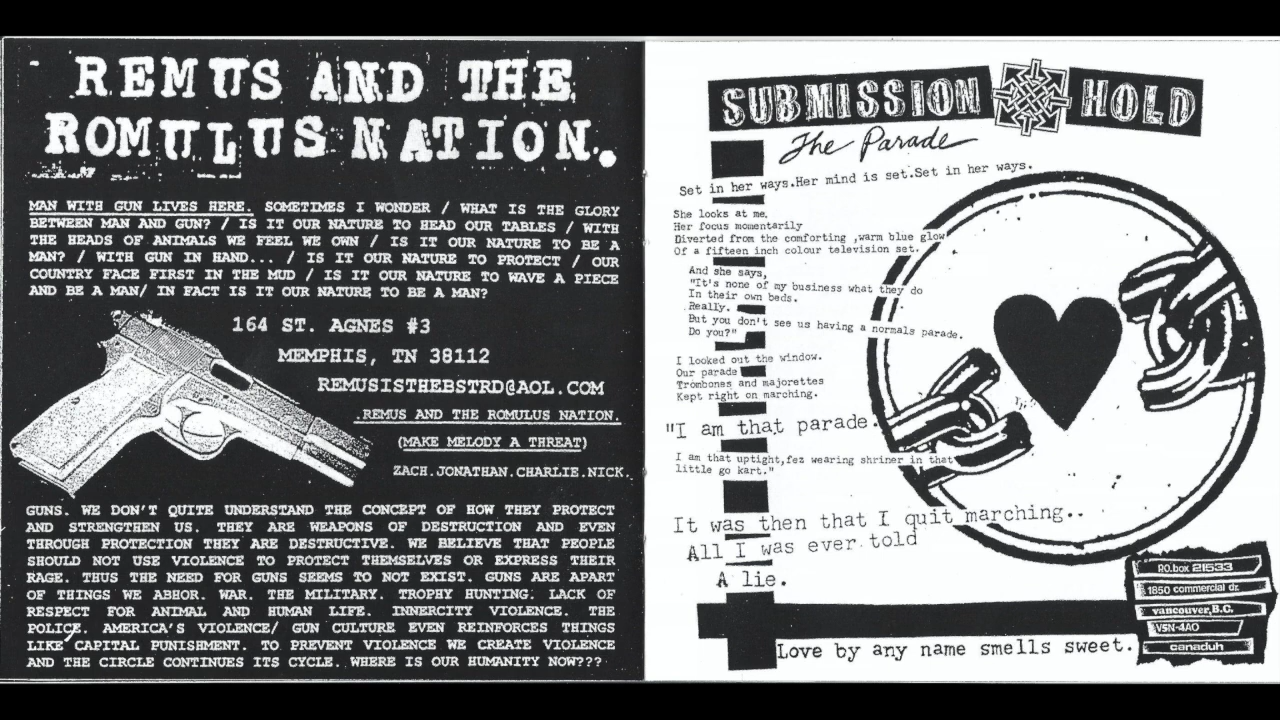 REMUS AND THE
ROMULUS NATION.
MAN WITH GUN LIVES HERE. SOMETIMES I WONDER / WHAT IS THE GLORY
BETWEEN MAN AND GUN? / IS IT OUR NATURE TO HEAD OUR TABLES / WITH
THE HEADS OF ANIMALS WE FEEL WE OWN / IS IT OUR NATURE TO BE A
MAN? / WITH GUN IN HAND... / IS IT OUR NATURE TO PROTECT / OUR
COUNTRY FACE FIRST IN THE MUD / IS IT OUR NATURE TO WAVE A PIECE
AND BE A MAN/ IN FACT IS IT OUR NATURE TO BE A MAN?
164 ST. AGNES #3
MEMPHIS, TN 38112
REMUSISTHEBSTRD@AOL.COM
.REMUS AND THE ROMULUS NATION.
(MAKE MELODY A THREAT)
ZACH.JONATHAN.CHARLIE.NICK.
GUNS. WE DON'T QUITE UNDERSTAND THE CONCEPT OF HOW THEY PROTECT
AND STRENGTHEN US. THEY ARE WEAPONS OF DESTRUCTION AND EVEN
THROUGH PROTECTION THEY ARE DESTRUCTIVE. WE BELIEVE THAT PEOPLE
SHOULD NOT USE VIOLENCE TO PROTECT THEMSELVES OR EXPRESS THEIR
RAGE. THUS THE NEED FOR GUNS SEEMS TO NOT EXIST. GUNS ARE APART
OF THINGS WE ABHOR. WAR. THE MILITARY. TROPHY HUNTING. LACK OF
RESPECT FOR ANIMAL AND HUMAN LIFE. INNERCITY VIOLENCE. THE
POLICE. AMERICA'S VIOLENCE/ GUN CULTURE EVEN REINFORCES THINGS
LIKE CAPITAL PUNISHMENT. TO PREVENT VIOLENCE WE CREATE VIOLENCE
AND THE CIRCLE CONTINUES ITS CYCLE. WHERE IS OUR HUMANITY NOW???
SUBMISSION HOLD
The Parade
Set in her ways.Her mind is set.Set in her ways.
She looks at me,
Her focus momentarily
Diverted from the comforting ,warm blue glow
Of a fifteen inch colour television set.
And she says,
"It's none of my business what they do
In their own beds.
Really.
But you don't see us having a normals parade.
Do you?"
I looked out the window.
Our parade
Trombones and majorettes
Kept right on marching.
"I am that parade.
I am that uptight,fez wearing shriner in that
little go kart."
It was then that I quit marching..
All I was ever told
A lie.
Love by any name smells sweet.
P.O.box 21533
1850 commercial dr.
vancouver,B.C.
V5N-4A0
canaduh